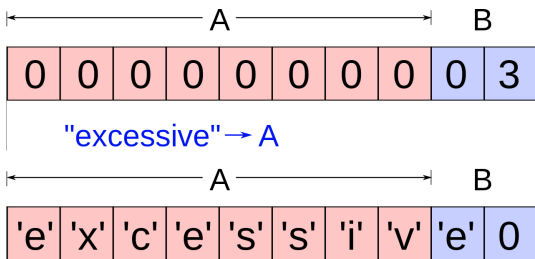 A B
0 0 0 0 0 0 0 0 0 3
"excessive" → A
A B
'e' 'x' 'c' 'e' 's' 's' 'i' 'v' 'e' 0